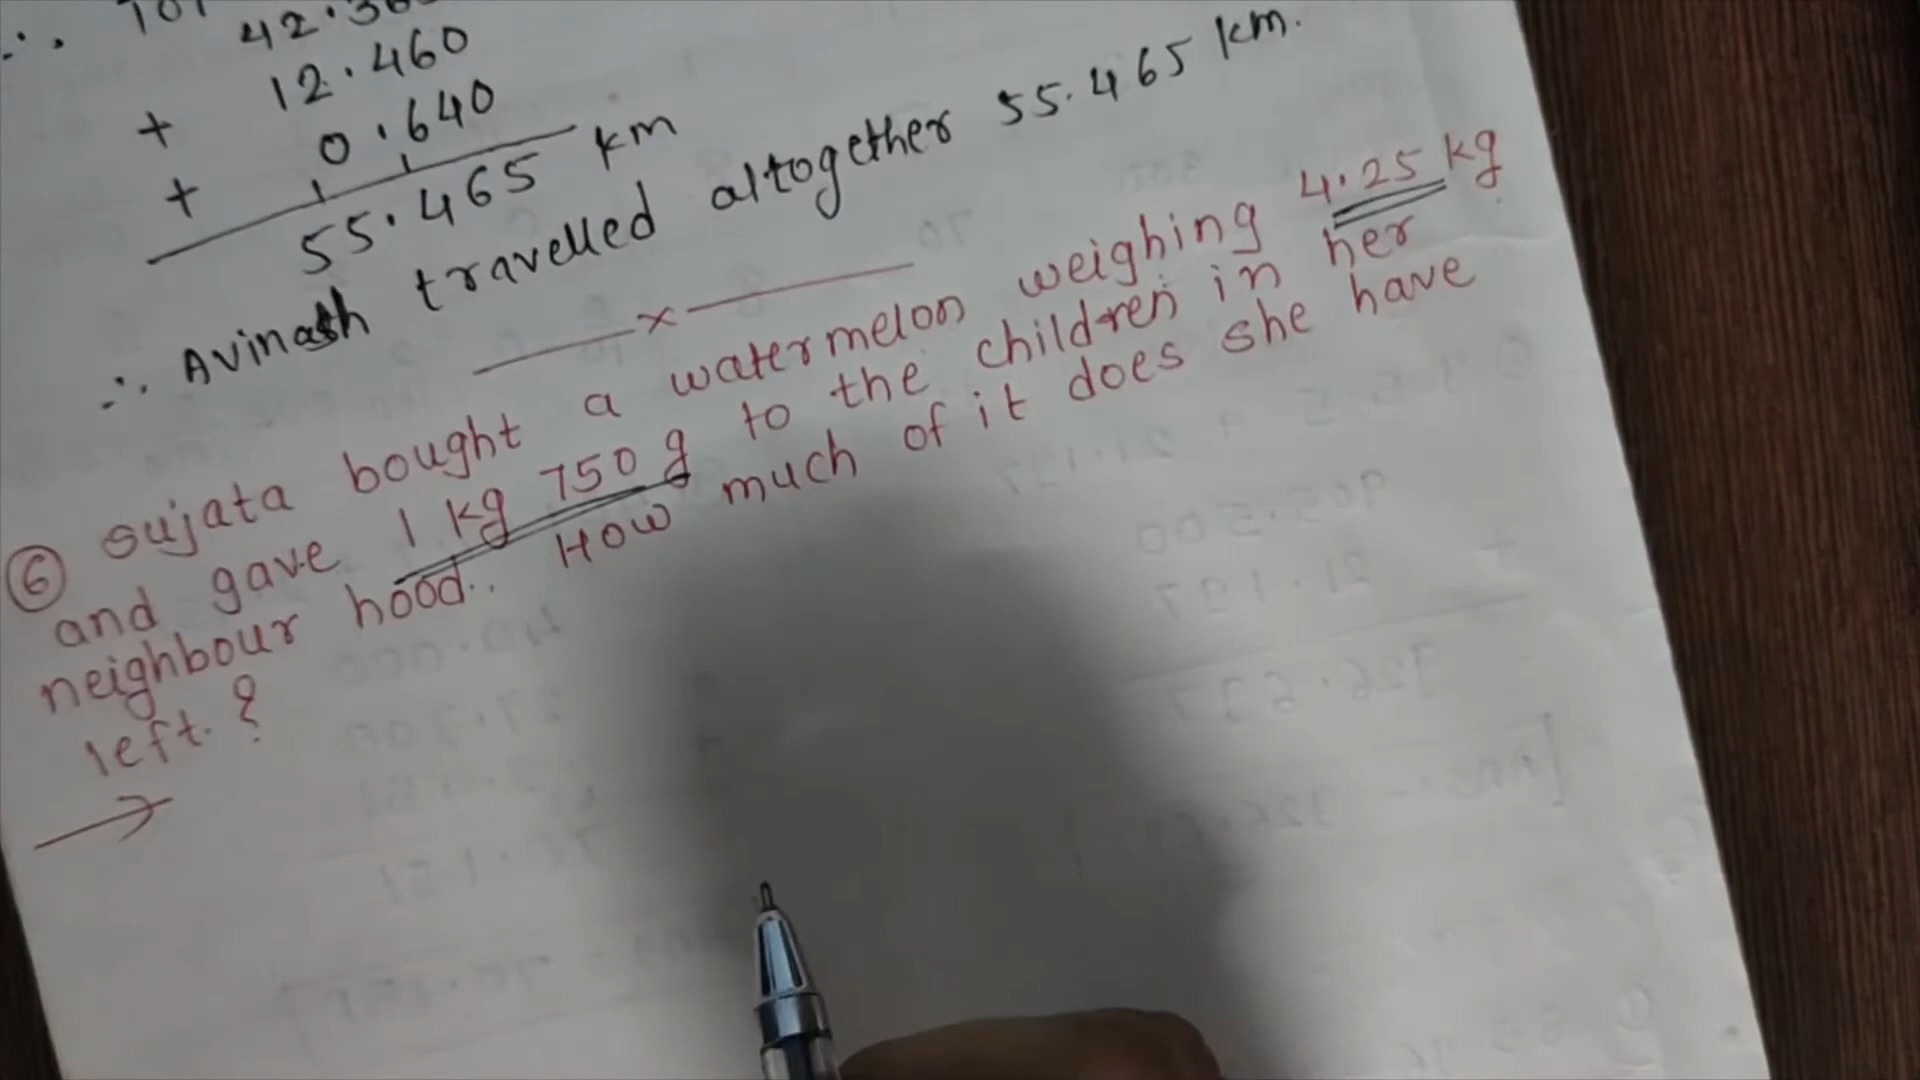 12.460
+ 0.640
+
55.465 km
∴ Avinash travelled altogether 55.465 km.
x
⑥ sujata bought a watermelon weighing 4.25 kg
and gave 1 kg 750 g to the children in her
neighbour hood. How much of it does she have
left. ?